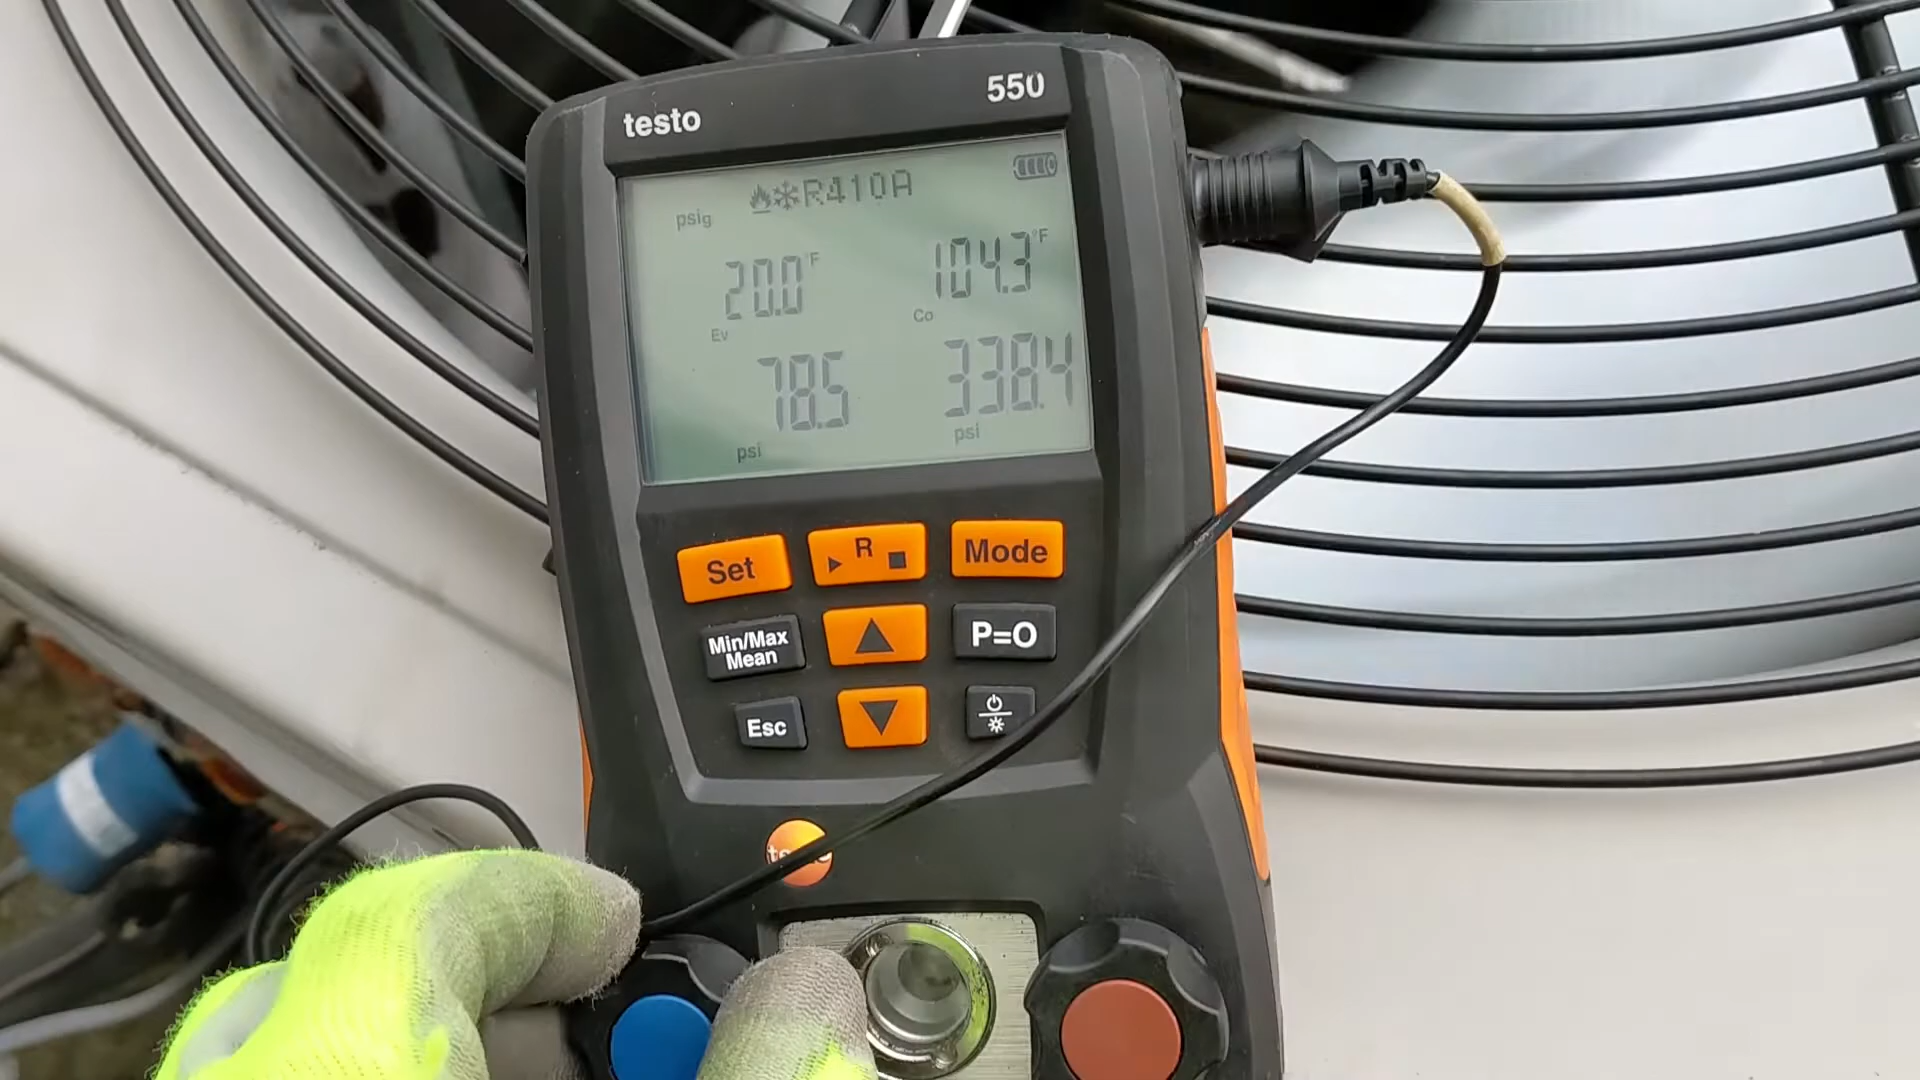 testo
550
R410A
psig
20.0°F
104.3°F
Ev
Co
78.5
338.4
psi
psi
Set
R
Mode
Min/Max
Mean
P=O
Esc